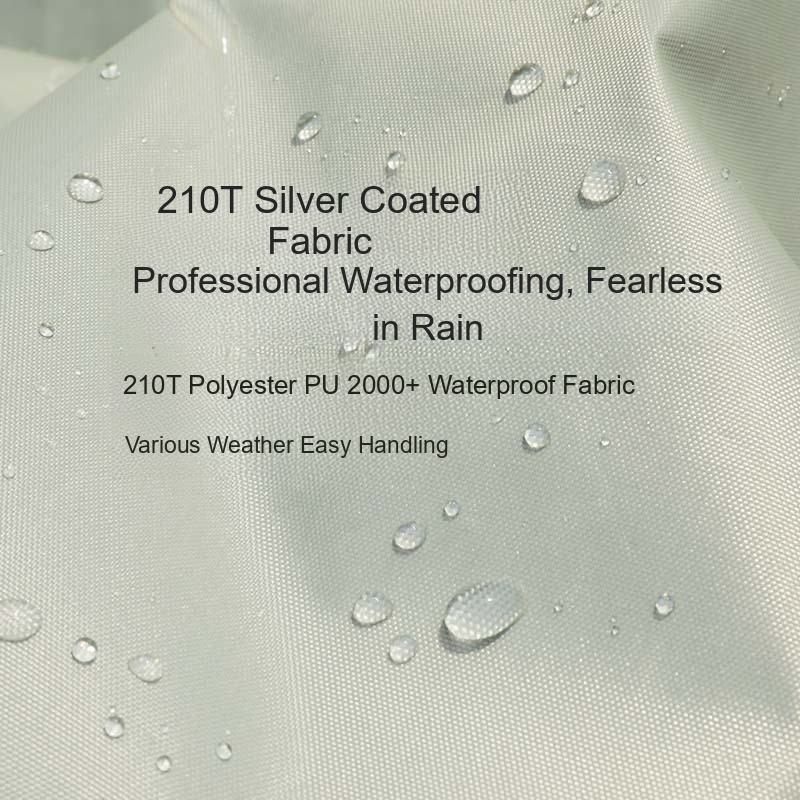 210T Silver Coated
Fabric
Professional Waterproofing, Fearless
in Rain
210T Polyester PU 2000+ Waterproof Fabric
Various Weather Easy Handling